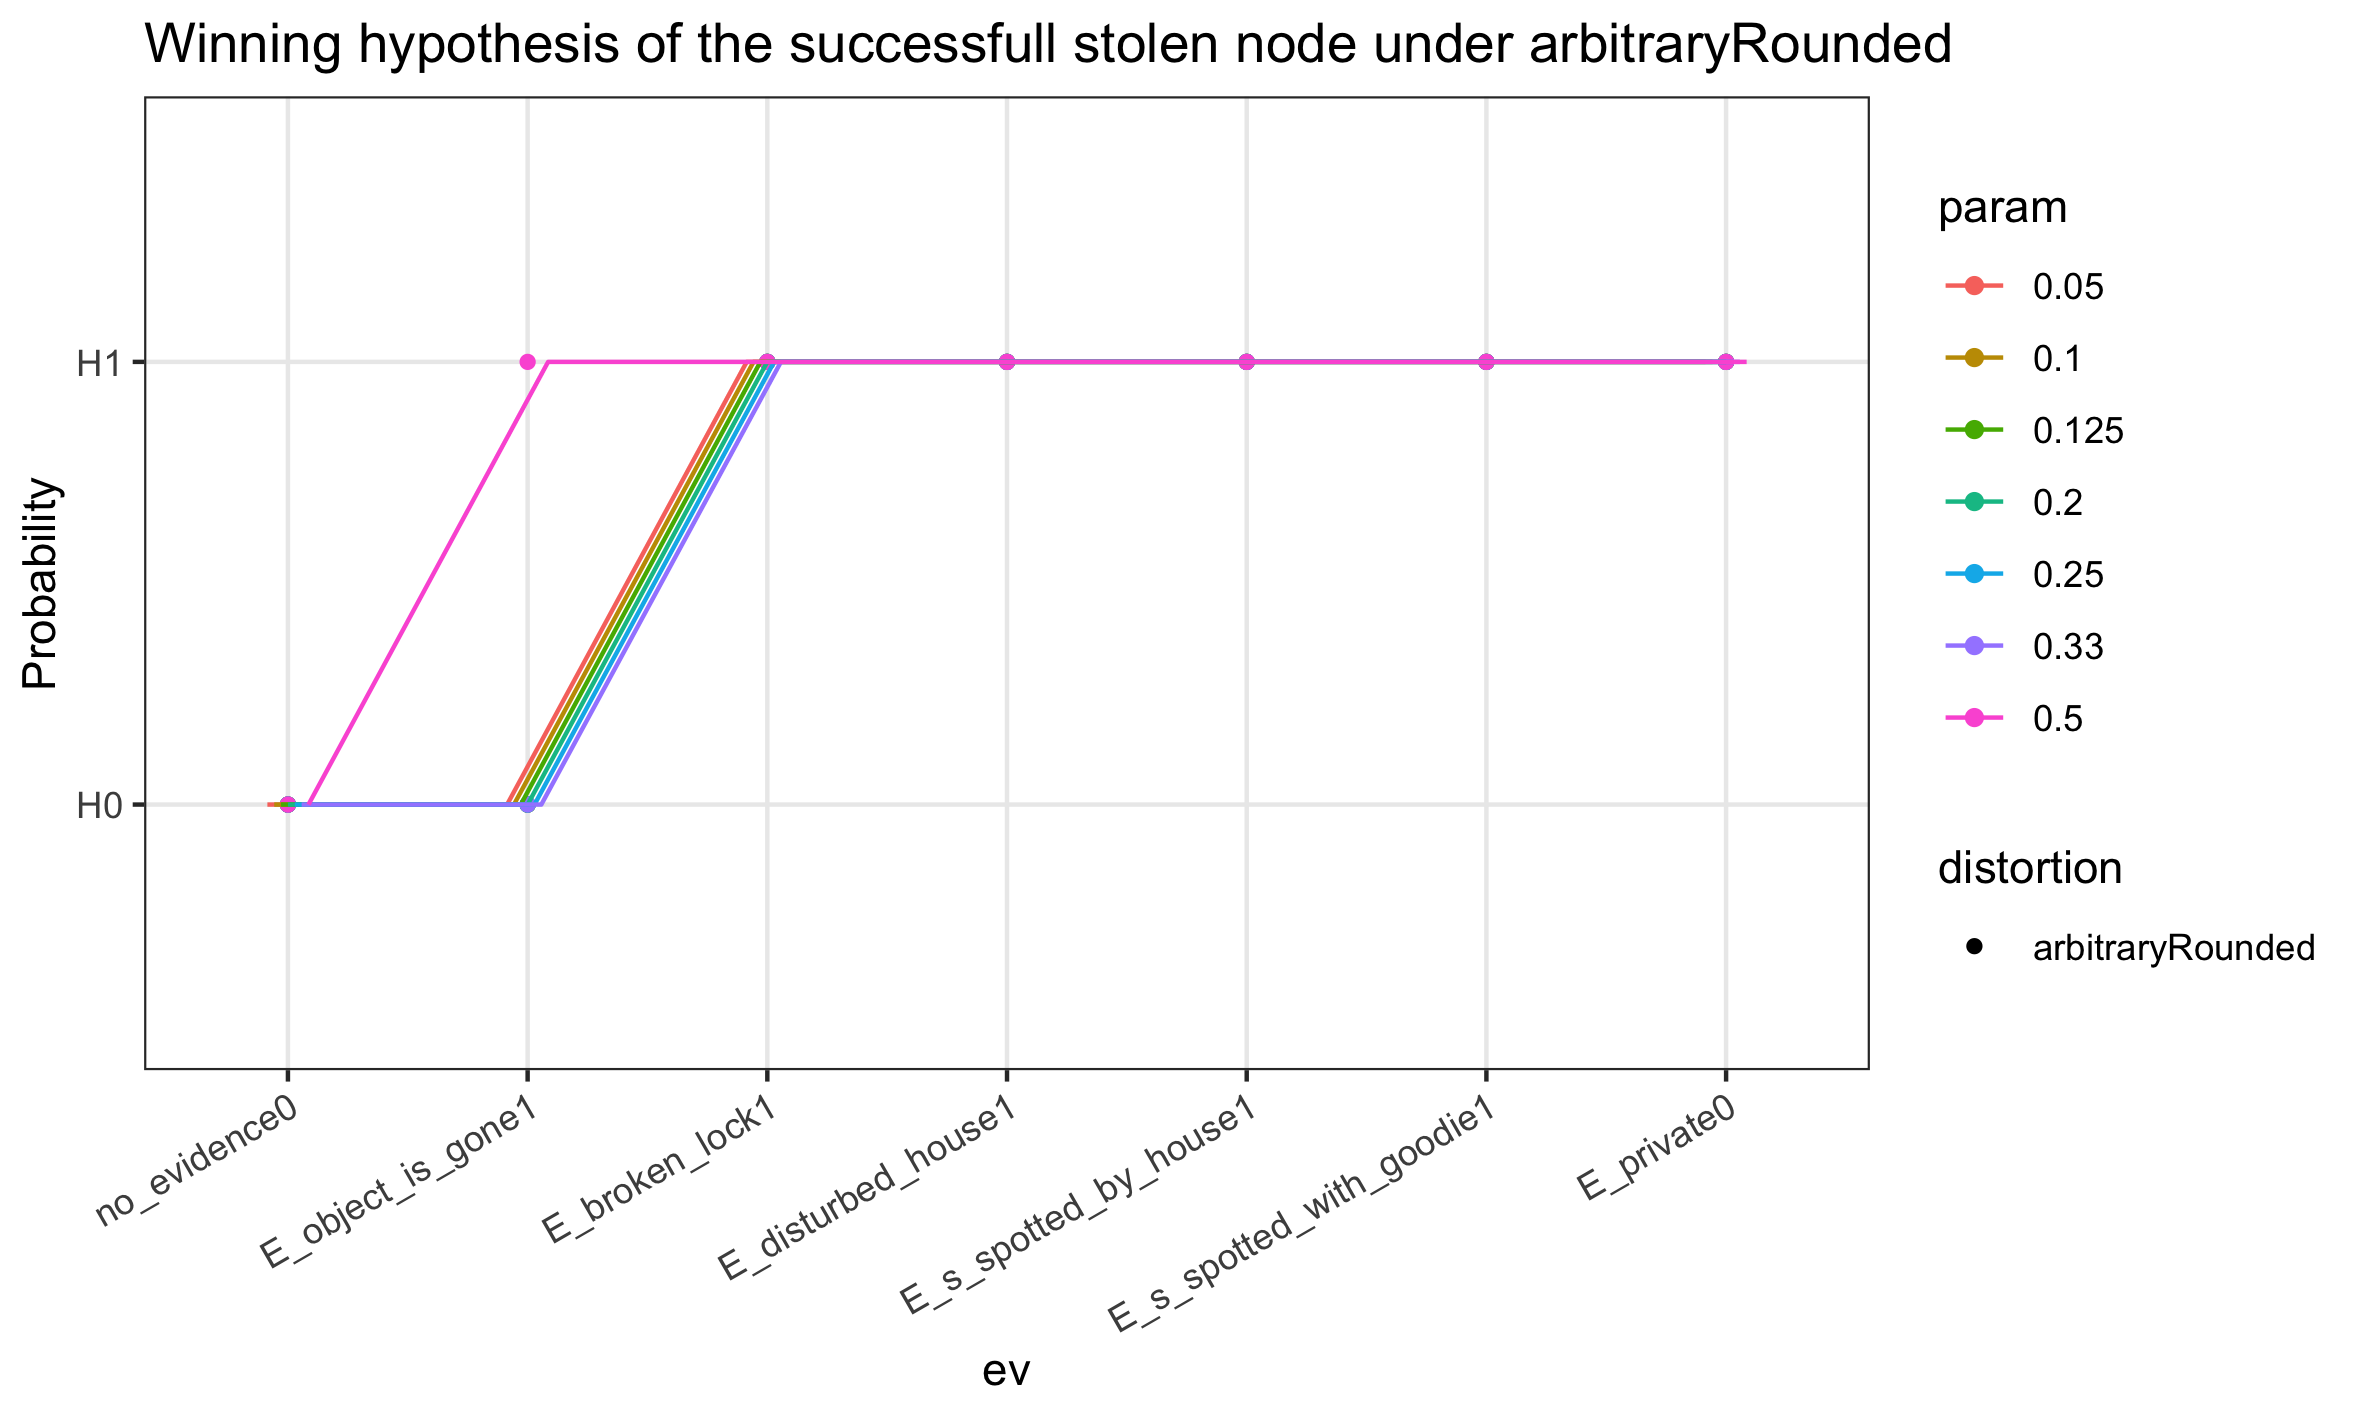 Winning hypothesis of the successfull stolen node under arbitraryRounded
Probability
H1
H0
no_evidence0
E_object_is_gone1
E_broken_lock1
E_disturbed_house1
E_s_spotted_by_house1
E_s_spotted_with_goodie1
E_private0
ev
param
0.05
0.1
0.125
0.2
0.25
0.33
0.5
distortion
arbitraryRounded